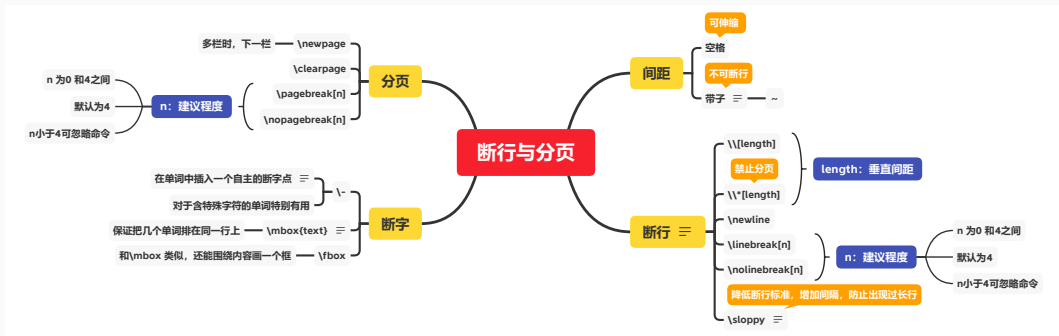 断行与分页
间距
可伸缩
空格
不可断行
带子
~
断行
\\[length]
禁止分页
\\*[length]
length：垂直间距
\newline
\linebreak[n]
\nolinebreak[n]
n：建议程度
n 为0 和4之间
默认为4
n小于4可忽略命令
降低断行标准，增加间隔，防止出现过长行
\sloppy
分页
\newpage
多栏时，下一栏
\clearpage
\pagebreak[n]
\nopagebreak[n]
n：建议程度
n 为0 和4之间
默认为4
n小于4可忽略命令
断字
\-
在单词中插入一个自主的断字点
对于含特殊字符的单词特别有用
\mbox{text}
保证把几个单词排在同一行上
\fbox
和\mbox 类似，还能围绕内容画一个框